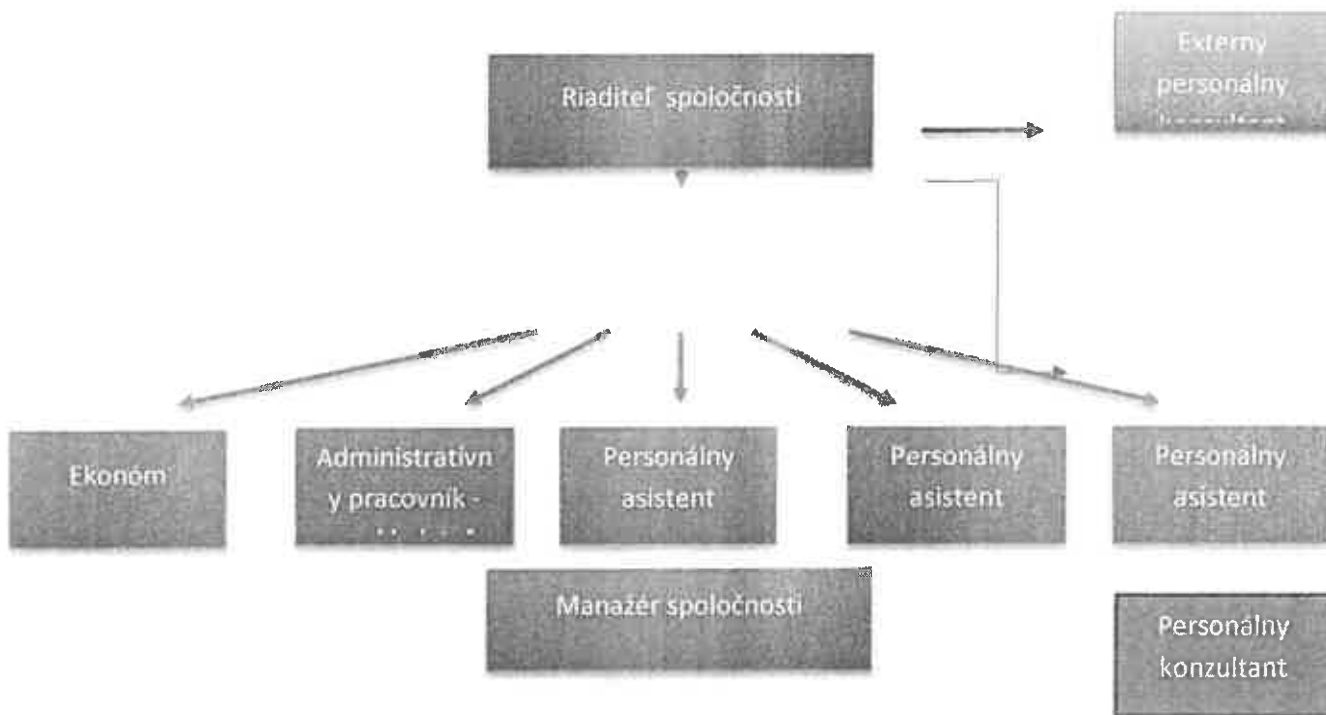 Externý
personálny
Riaditeľ spoločnosti
Ekonóm
Administratívn
y pracovník -
Personálny
asistent
Personálny
asistent
Personálny
asistent
Manažér spoločnosti
Personálny
konzultant